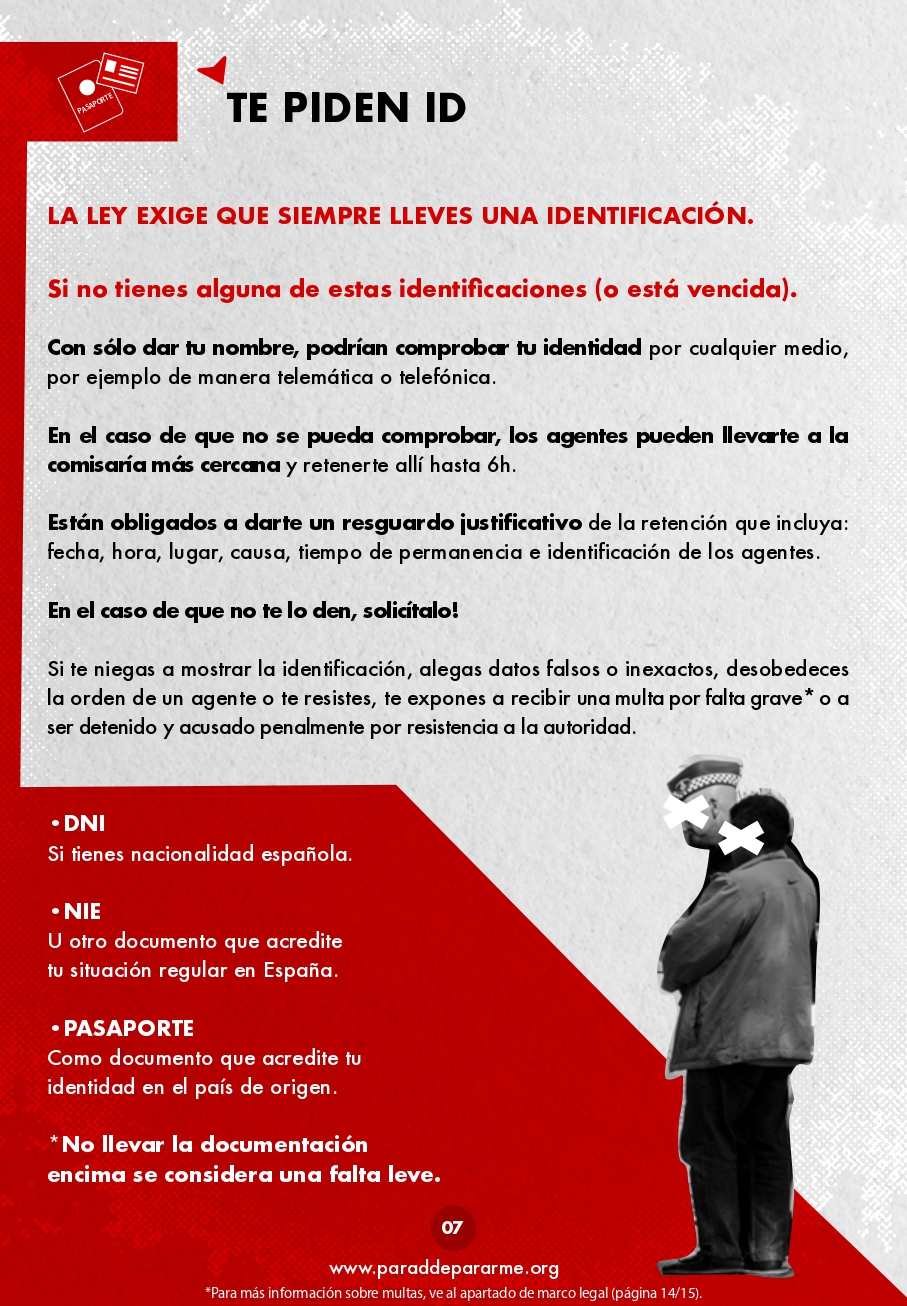 PASAPORTE
TE PIDEN ID
LA LEY EXIGE QUE SIEMPRE LLEVES UNA IDENTIFICACIÓN.
Si no tienes alguna de estas identificaciones (o está vencida).
Con sólo dar tu nombre, podrían comprobar tu identidad por cualquier medio,
por ejemplo de manera telemática o telefónica.
En el caso de que no se pueda comprobar, los agentes pueden llevarte a la
comisaría más cercana y retenerte allí hasta 6h.
Están obligados a darte un resguardo justificativo de la retención que incluya:
fecha, hora, lugar, causa, tiempo de permanencia e identificación de los agentes.
En el caso de que no te lo den, solicítalo!
Si te niegas a mostrar la identificación, alegas datos falsos o inexactos, desobedeces
la orden de un agente o te resistes, te expones a recibir una multa por falta grave* o a
ser detenido y acusado penalmente por resistencia a la autoridad.
•DNI
Si tienes nacionalidad española.
•NIE
U otro documento que acredite
tu situación regular en España.
•PASAPORTE
Como documento que acredite tu
identidad en el país de origen.
*No llevar la documentación
encima se considera una falta leve.
07
www.paraddepararme.org
*Para más información sobre multas, ve al apartado de marco legal (página 14/15).